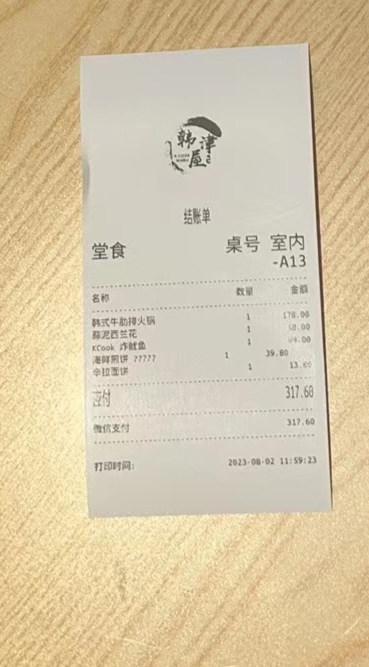 韩津屋
结账单
堂食 桌号 室内
-A13
名称 数量 金额
韩式牛肋排火锅 1 178.00
蒜泥西兰花 1
KCook 炸鱿鱼 1
海鲜煎饼 ????? 1 39.80
辛拉面饼 1
应付 317.60
微信支付 317.60
打印时间: 2023-08-02 11:59:23